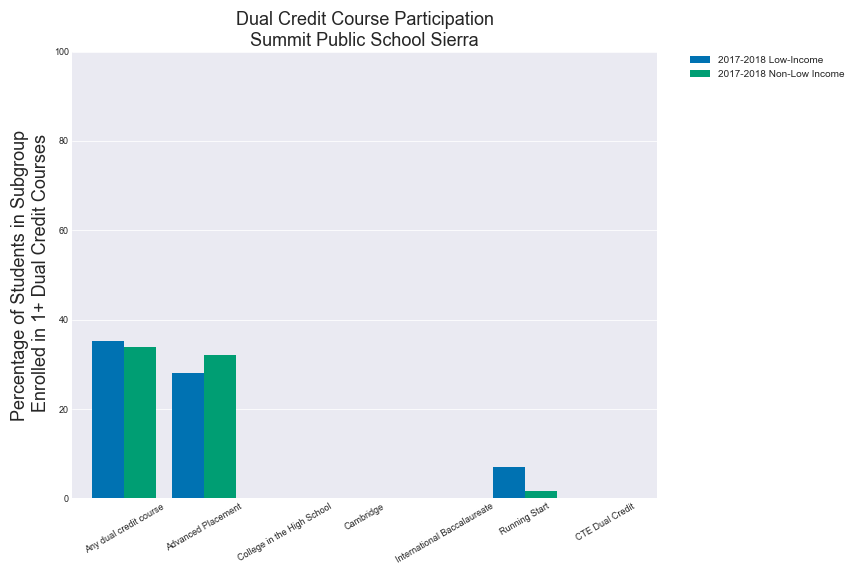 Dual Credit Course Participation
Summit Public School Sierra
2017-2018 Low-Income
2017-2018 Non-Low Income
Percentage of Students in Subgroup
Enrolled in 1+ Dual Credit Courses
100
80
60
40
20
0
Any dual credit course
Advanced Placement
College in the High School
Cambridge
International Baccalaureate
Running Start
CTE Dual Credit